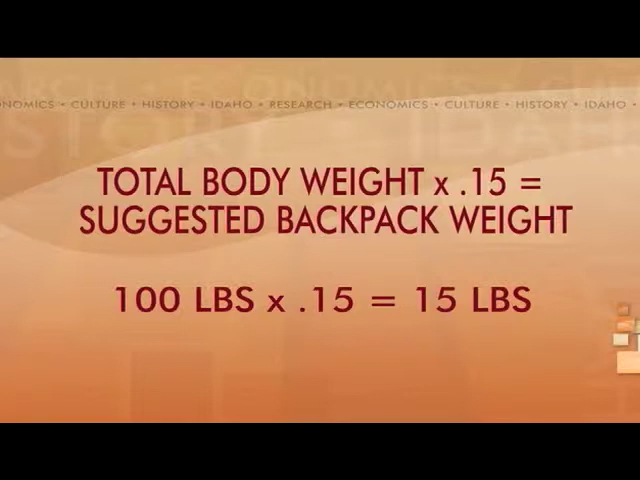 NOMICS • CULTURE • HISTORY • IDAHO • RESEARCH • ECONOMICS • CULTURE • HISTORY • IDAHO •
TOTAL BODY WEIGHT x .15 =
SUGGESTED BACKPACK WEIGHT
100 LBS x .15 = 15 LBS